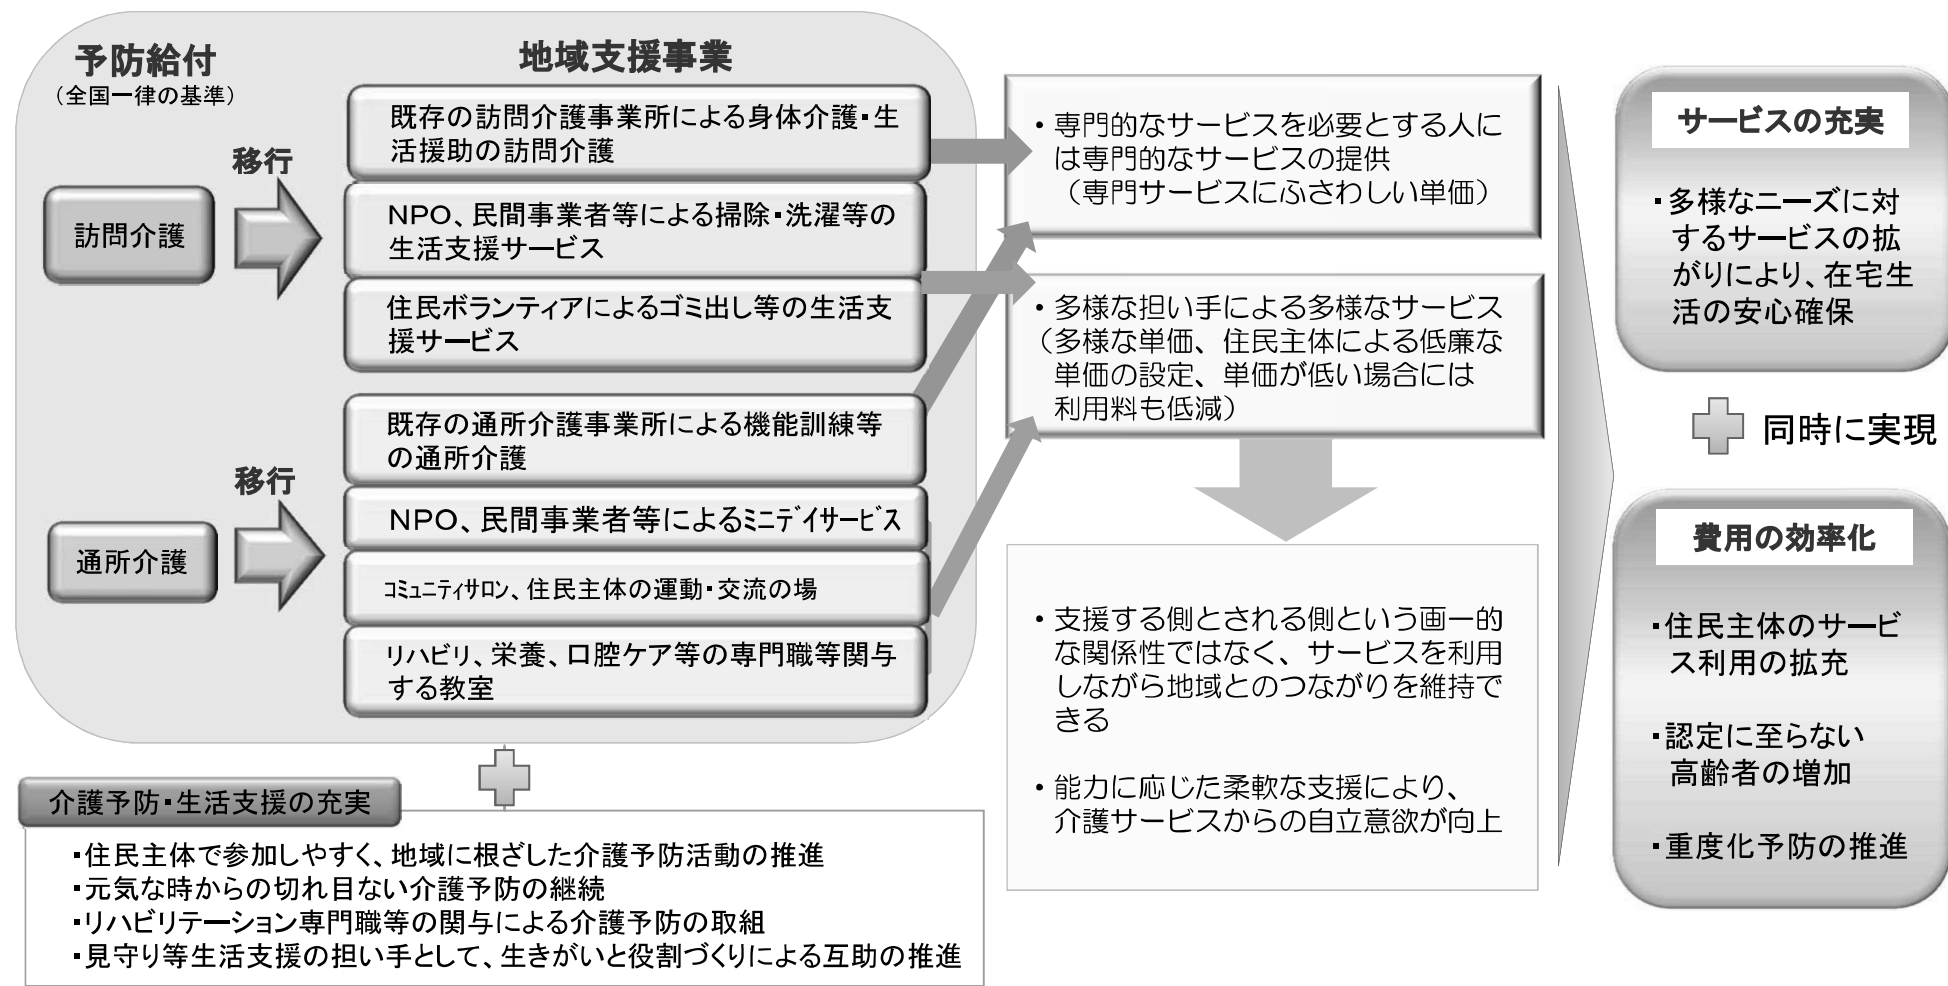 予防給付
(全国一律の基準)
地域支援事業
移行
訪問介護
既存の訪問介護事業所による身体介護・生
活援助の訪問介護
NPO、民間事業者等による掃除・洗濯等の
生活支援サービス
住民ボランティアによるゴミ出し等の生活支
援サービス
移行
通所介護
既存の通所介護事業所による機能訓練等
の通所介護
NPO、民間事業者等によるミニデイサービス
コミュニティサロン、住民主体の運動・交流の場
リハビリ、栄養、口腔ケア等の専門職等関与
する教室
介護予防・生活支援の充実
・住民主体で参加しやすく、地域に根ざした介護予防活動の推進
・元気な時からの切れ目ない介護予防の継続
・リハビリテーション専門職等の関与による介護予防の取組
・見守り等生活支援の担い手として、生きがいと役割づくりによる互助の推進
・専門的なサービスを必要とする人に
は専門的なサービスの提供
(専門サービスにふさわしい単価)
・多様な担い手による多様なサービス
(多様な単価、住民主体による低廉な
単価の設定、単価が低い場合には
利用料も低減)
・支援する側とされる側という画一的
な関係性ではなく、サービスを利用
しながら地域とのつながりを維持で
きる
・能力に応じた柔軟な支援により、
介護サービスからの自立意欲が向上
サービスの充実
・多様なニーズに対
するサービスの拡
がりにより、在宅生
活の安心確保
同時に実現
費用の効率化
・住民主体のサービ
ス利用の拡充
・認定に至らない
高齢者の増加
・重度化予防の推進